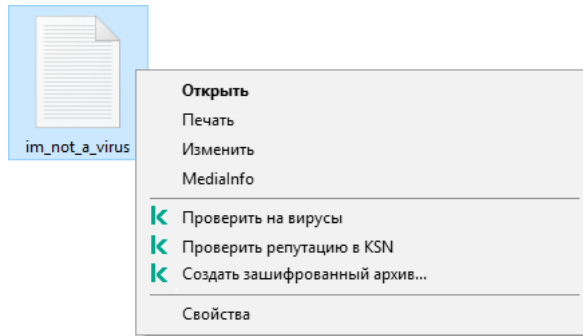 im_not_a_virus
Открыть
Печать
Изменить
MediaInfo
Проверить на вирусы
Проверить репутацию в KSN
Создать зашифрованный архив...
Свойства